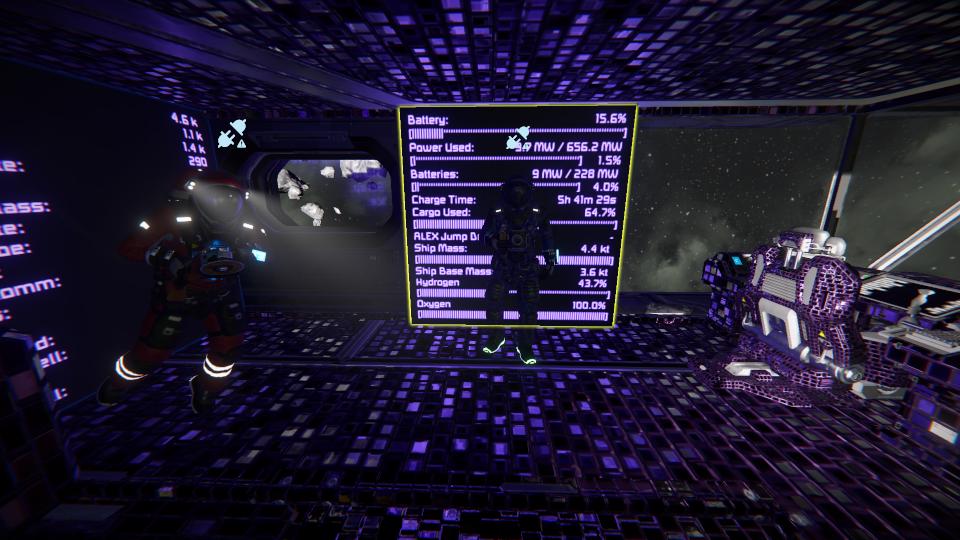 4.6 k
1.1 k
1.4 k
290
Battery: 15.6%
Power Used: MW / 656.2 MW
1.5%
Batteries: 9 MW / 228 MW
4.0%
Charge Time: 5h 41m 29s
Cargo Used: 64.7%
ALEX Jump
Ship Mass: 4.4 kt
Ship Base Mass 3.6 kt
Hydrogen 43.7%
Oxygen 100.0%